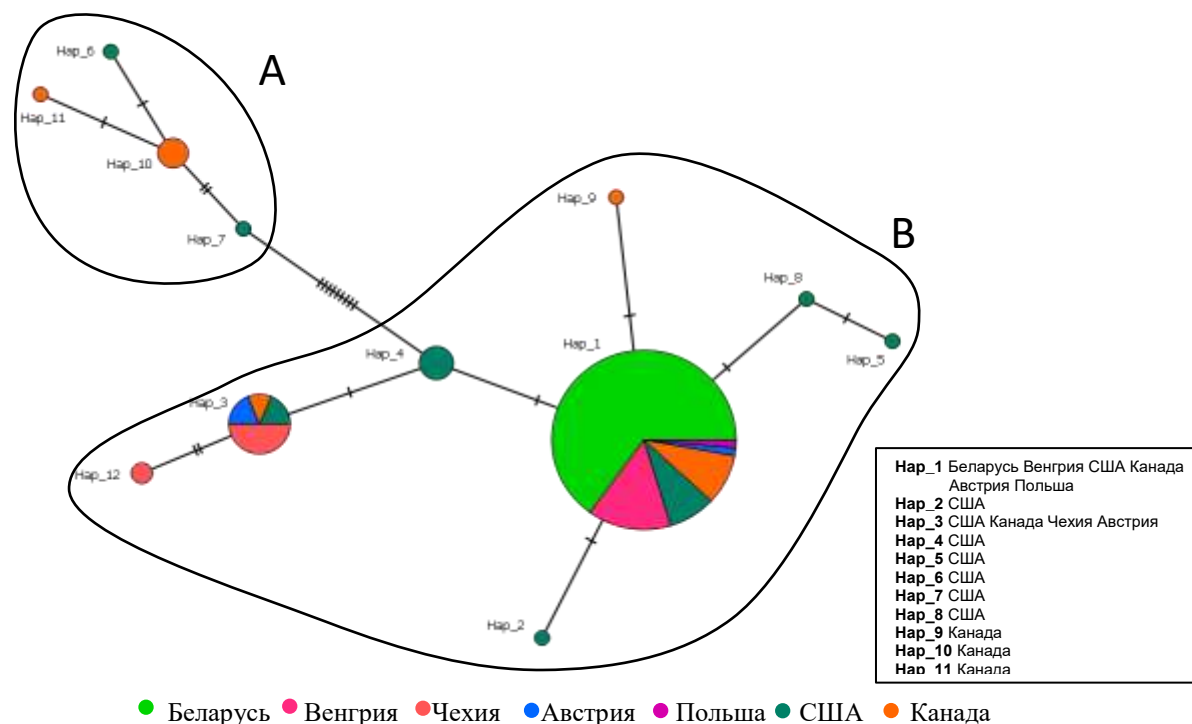 Hap_6
A
Hap_11
Hap_10
Hap_7
Hap_9
B
Hap_8
Hap_1
Hap_5
Hap_4
Hap_3
Hap_12
Hap_2
Hap_1 Беларусь Венгрия США Канада
Австрия Польша
Hap_2 США
Hap_3 США Канада Чехия Австрия
Hap_4 США
Hap_5 США
Hap_6 США
Hap_7 США
Hap_8 США
Hap_9 Канада
Hap_10 Канада
Hap_11 Канада
Беларусь Венгрия Чехия Австрия Польша США Канада